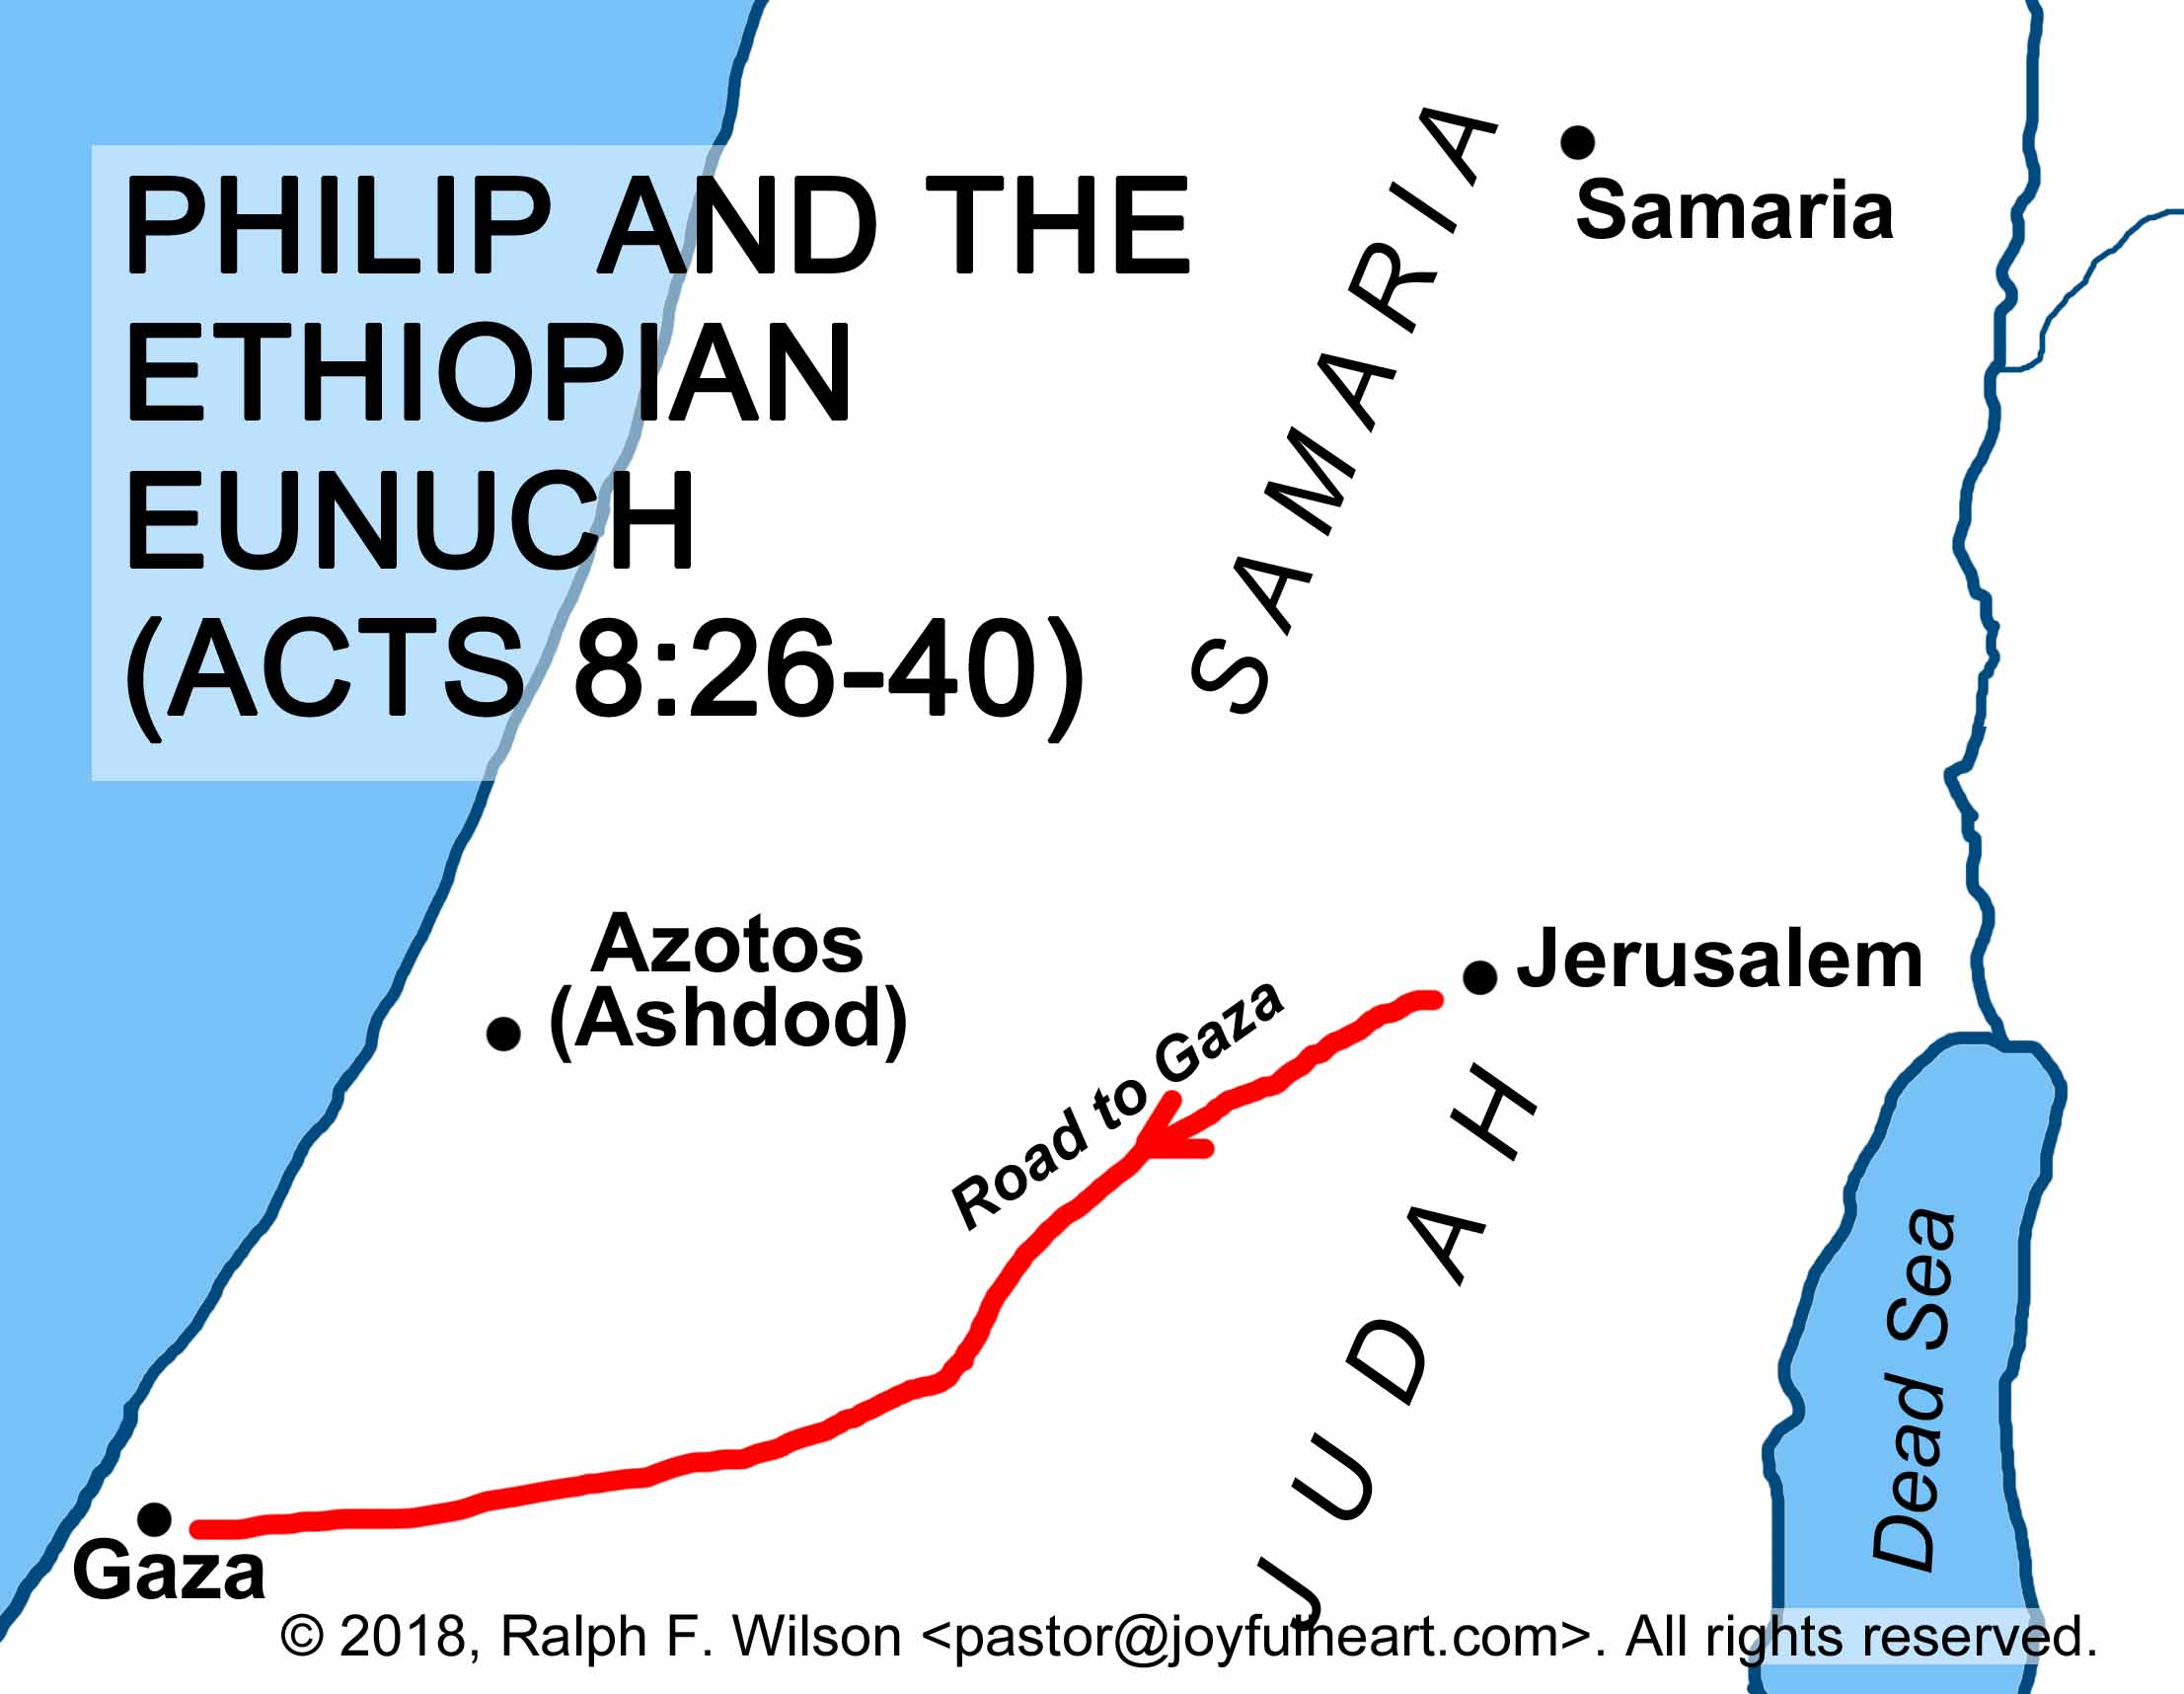 PHILIP AND THE
ETHIOPIAN
EUNUCH
(ACTS 8:26-40)
SAMARIA
Samaria
Azotos
(Ashdod)
Jerusalem
Road to Gaza
JUDAH
Dead Sea
Gaza
© 2018, Ralph F. Wilson <pastor@joyfulheart.com>. All rights reserved.